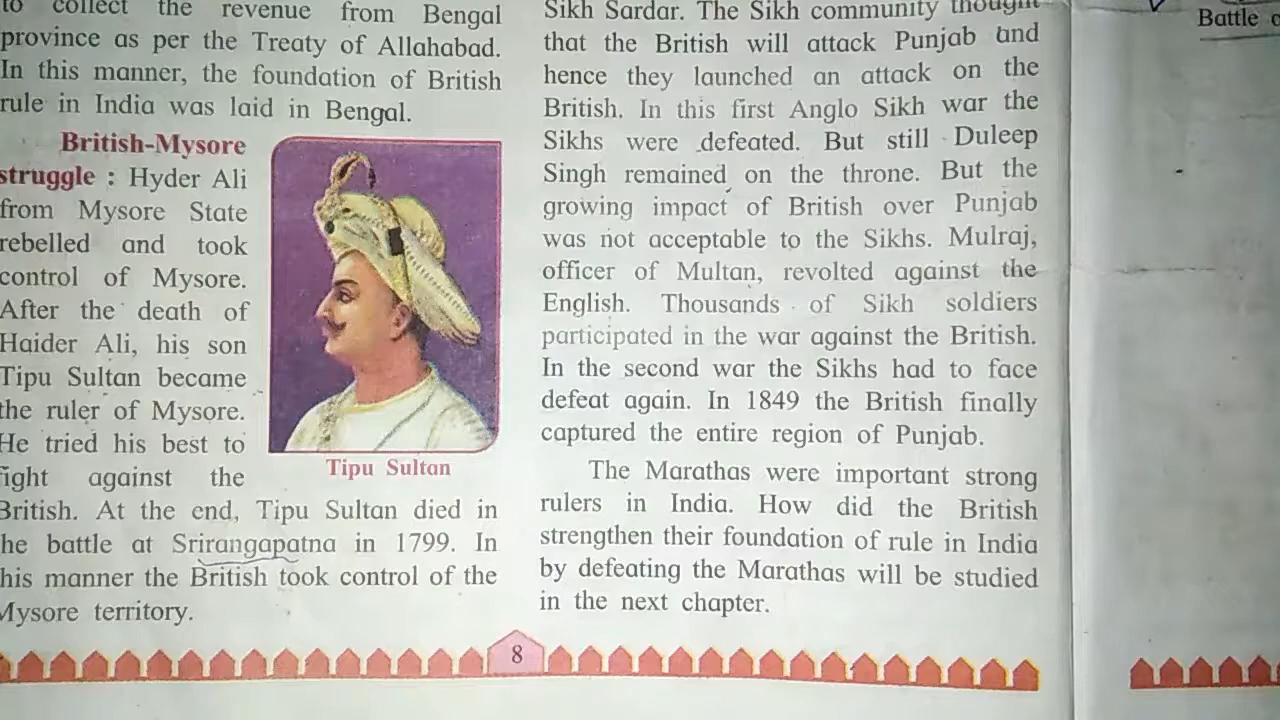 to collect the revenue from Bengal
province as per the Treaty of Allahabad.
In this manner, the foundation of British
rule in India was laid in Bengal.
British-Mysore
struggle : Hyder Ali
from Mysore State
rebelled and took
control of Mysore.
After the death of
Haider Ali, his son
Tipu Sultan became
the ruler of Mysore.
He tried his best to
fight against the
British. At the end, Tipu Sultan died in
the battle at Srirangapatna in 1799. In
this manner the British took control of the
Mysore territory.
Tipu Sultan
Sikh Sardar. The Sikh community thought
that the British will attack Punjab and
hence they launched an attack on the
British. In this first Anglo Sikh war the
Sikhs were defeated. But still Duleep
Singh remained on the throne. But the
growing impact of British over Punjab
was not acceptable to the Sikhs. Mulraj,
officer of Multan, revolted against the
English. Thousands of Sikh soldiers
participated in the war against the British.
In the second war the Sikhs had to face
defeat again. In 1849 the British finally
captured the entire region of Punjab.
The Marathas were important strong
rulers in India. How did the British
strengthen their foundation of rule in India
by defeating the Marathas will be studied
in the next chapter.
8
Battle